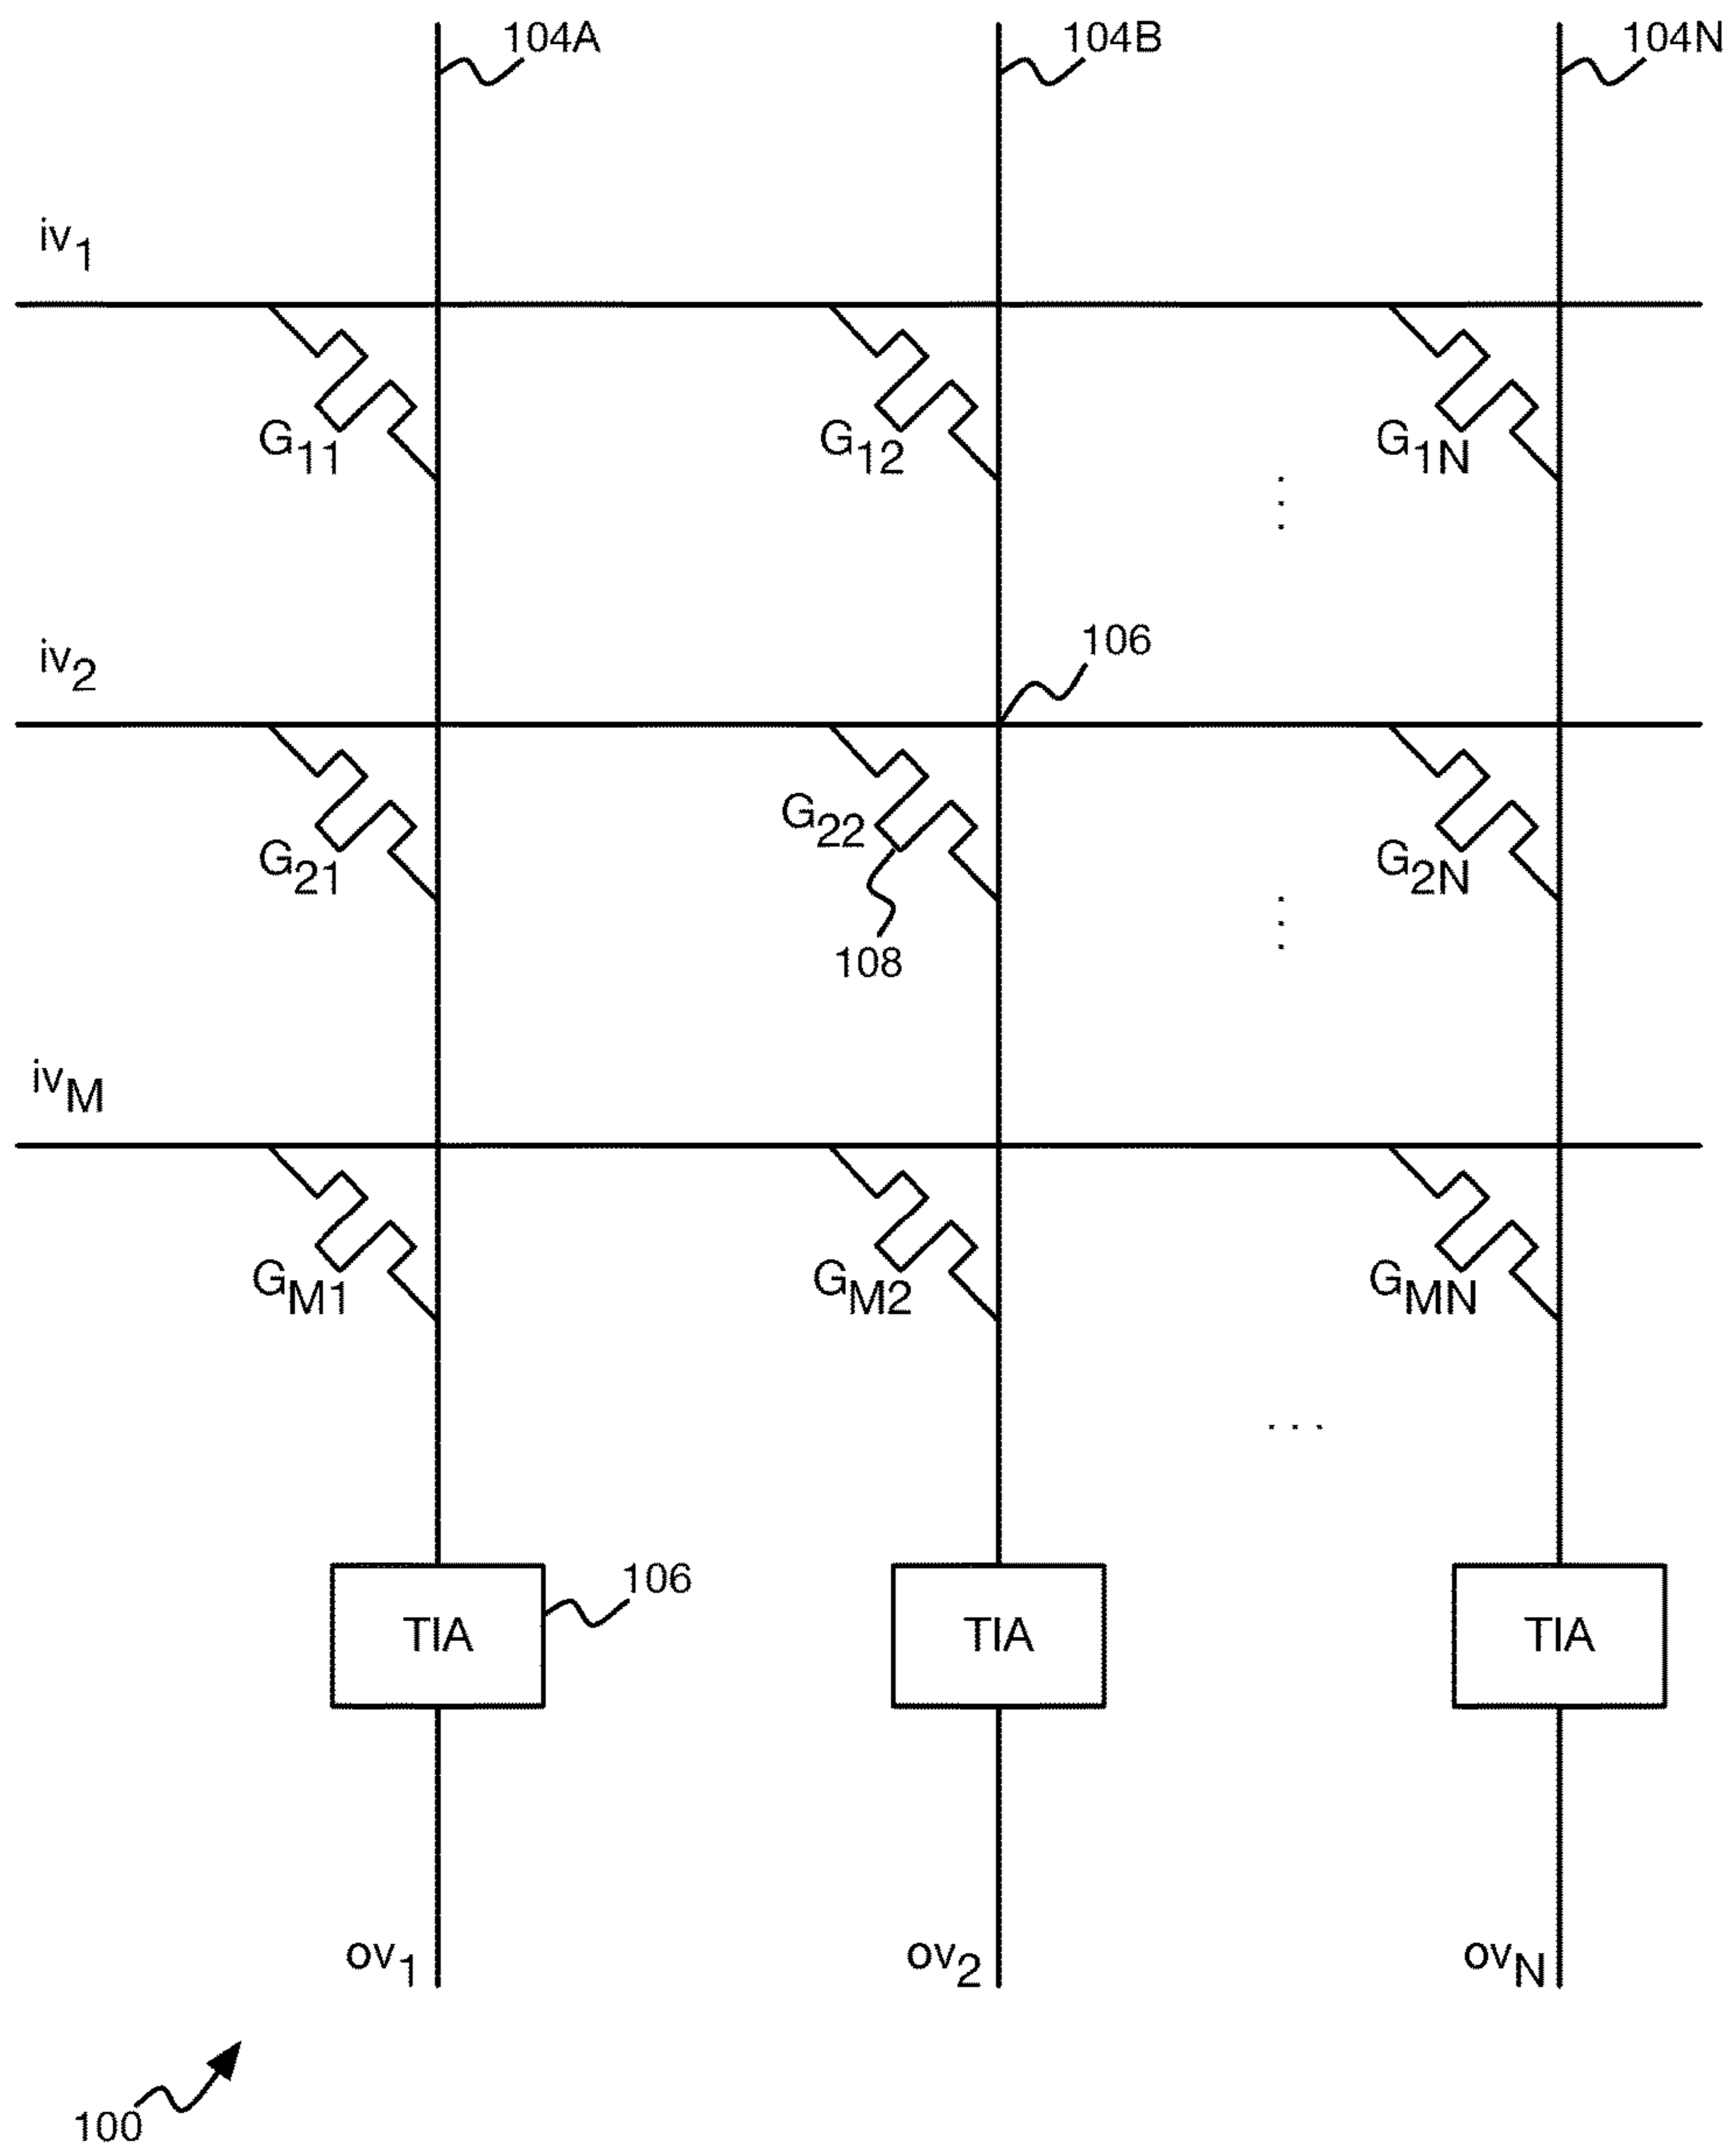 104A 104B 104N
iv1
G11 G12 G1N
106
iv2
G22
G21 G2N
108
ivM
GM1 GM2 GMN
. . .
106
TIA TIA TIA
ov1 ov2 ovN
100